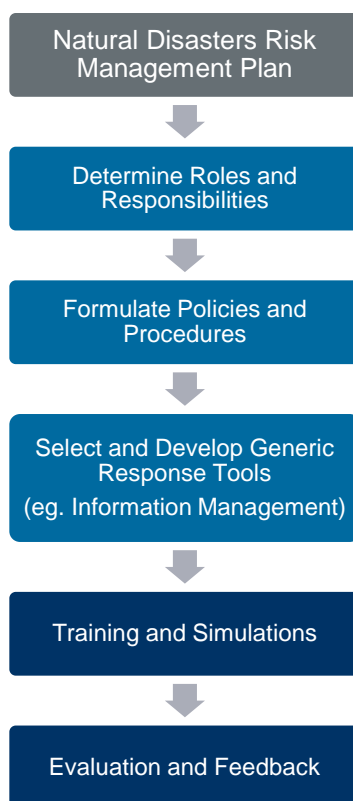 Natural Disasters Risk
Management Plan
Determine Roles and
Responsibilities
Formulate Policies and
Procedures
Select and Develop Generic
Response Tools
(eg. Information Management)
Training and Simulations
Evaluation and Feedback